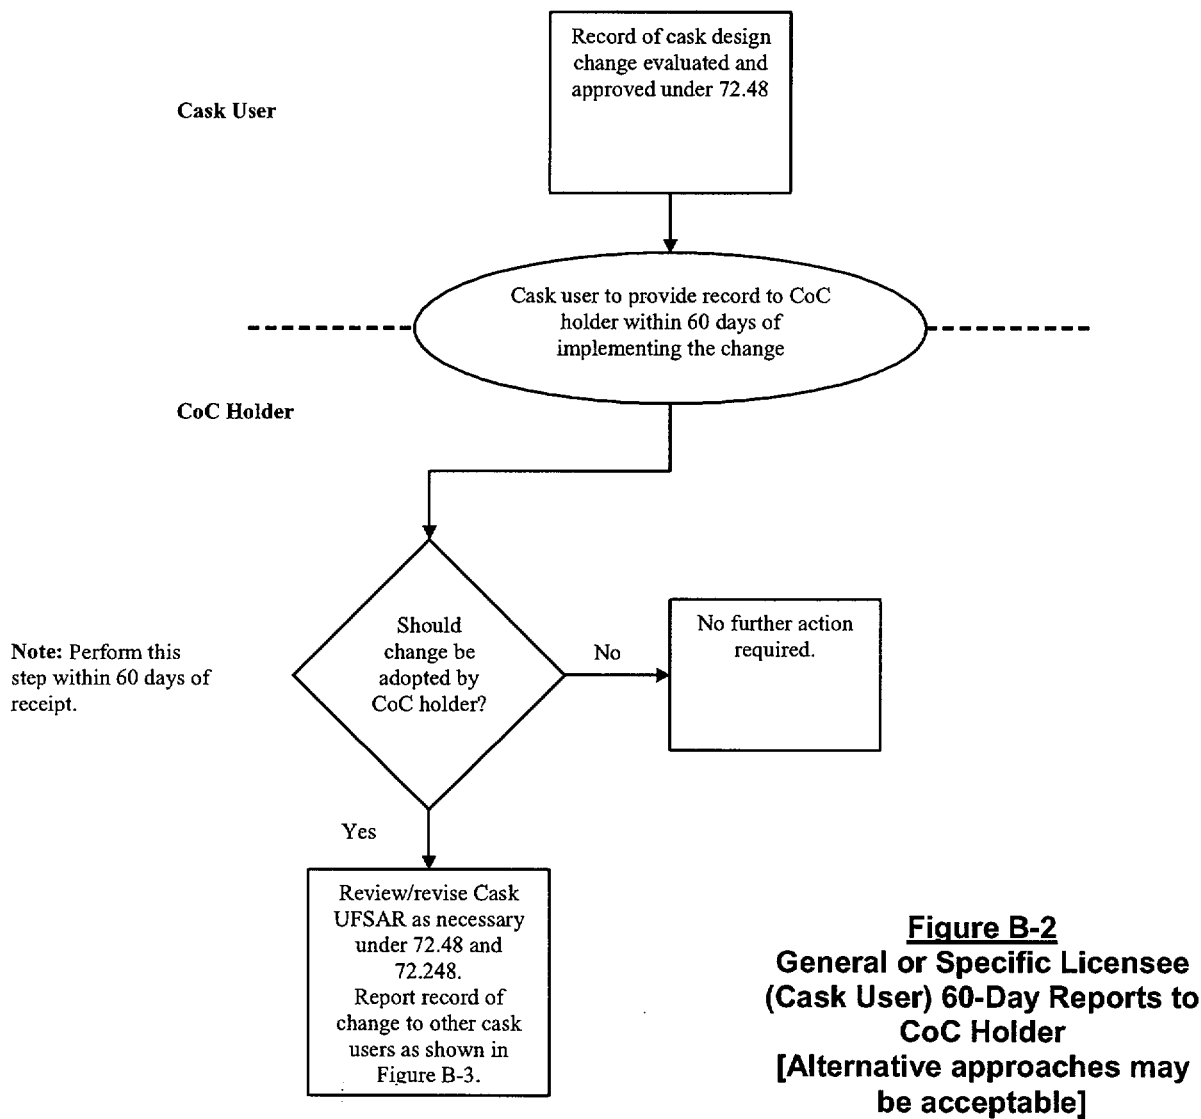 Record of cask design
change evaluated and
approved under 72.48
Cask User
Cask user to provide record to CoC
holder within 60 days of
implementing the change
CoC Holder
Should
change be
adopted by
CoC holder?
No
No further action
required.
Note: Perform this
step within 60 days of
receipt.
Yes
Review/revise Cask
UFSAR as necessary
under 72.48 and
72.248.
Report record of
change to other cask
users as shown in
Figure B-3.
Figure B-2
General or Specific Licensee
(Cask User) 60-Day Reports to
CoC Holder
[Alternative approaches may
be acceptable]